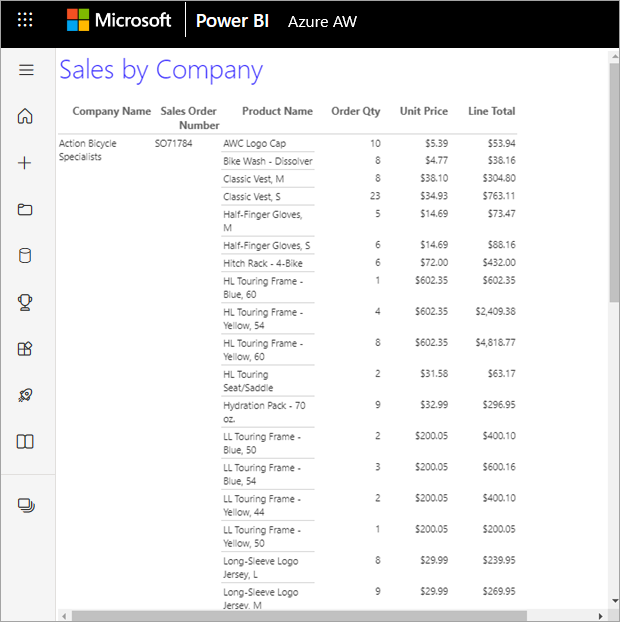 Microsoft Power BI Azure AW
Sales by Company
Company Name Sales Order Number Product Name Order Qty Unit Price Line Total
Action Bicycle Specialists SO71784 AWC Logo Cap 10 $5.39 $53.94
Bike Wash - Dissolver 8 $4.77 $38.16
Classic Vest, M 8 $38.10 $304.80
Classic Vest, S 23 $34.93 $763.11
Half-Finger Gloves, M 5 $14.69 $73.47
Half-Finger Gloves, S 6 $14.69 $88.16
Hitch Rack - 4-Bike 6 $72.00 $432.00
HL Touring Frame - Blue, 60 1 $602.35 $602.35
HL Touring Frame - Yellow, 54 4 $602.35 $2,409.38
HL Touring Frame - Yellow, 60 8 $602.35 $4,818.77
HL Touring Seat/Saddle 2 $31.58 $63.17
Hydration Pack - 70 oz. 9 $32.99 $296.95
LL Touring Frame - Blue, 50 2 $200.05 $400.10
LL Touring Frame - Blue, 54 3 $200.05 $600.16
LL Touring Frame - Yellow, 44 2 $200.05 $400.10
LL Touring Frame - Yellow, 50 1 $200.05 $200.05
Long-Sleeve Logo Jersey, L 8 $29.99 $239.95
Long-Sleeve Logo Jersey, M 9 $29.99 $269.95